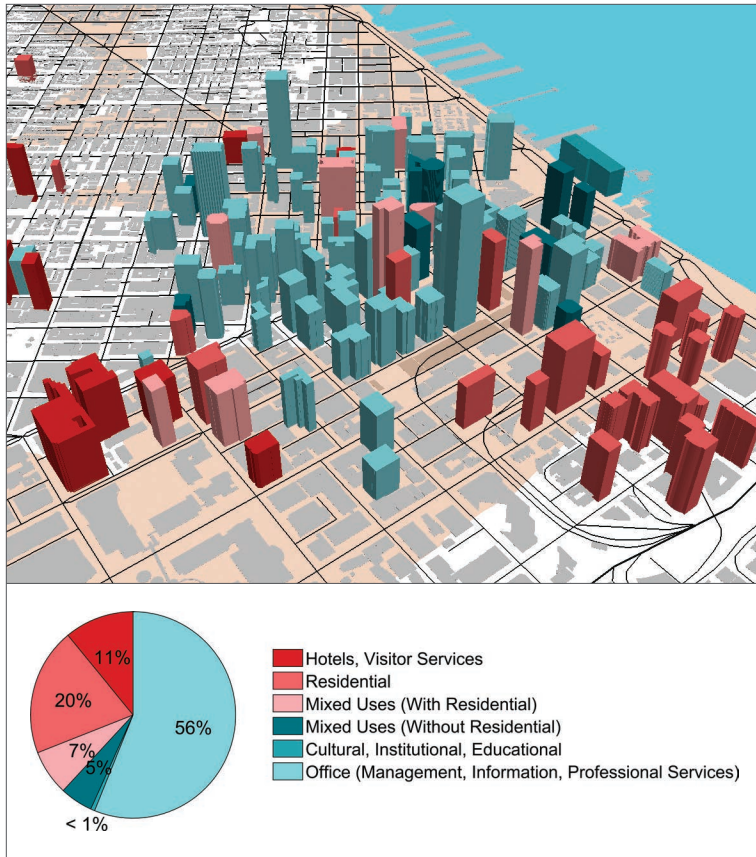 11%
20%
56%
7%
5%
< 1%
Hotels, Visitor Services
Residential
Mixed Uses (With Residential)
Mixed Uses (Without Residential)
Cultural, Institutional, Educational
Office (Management, Information, Professional Services)